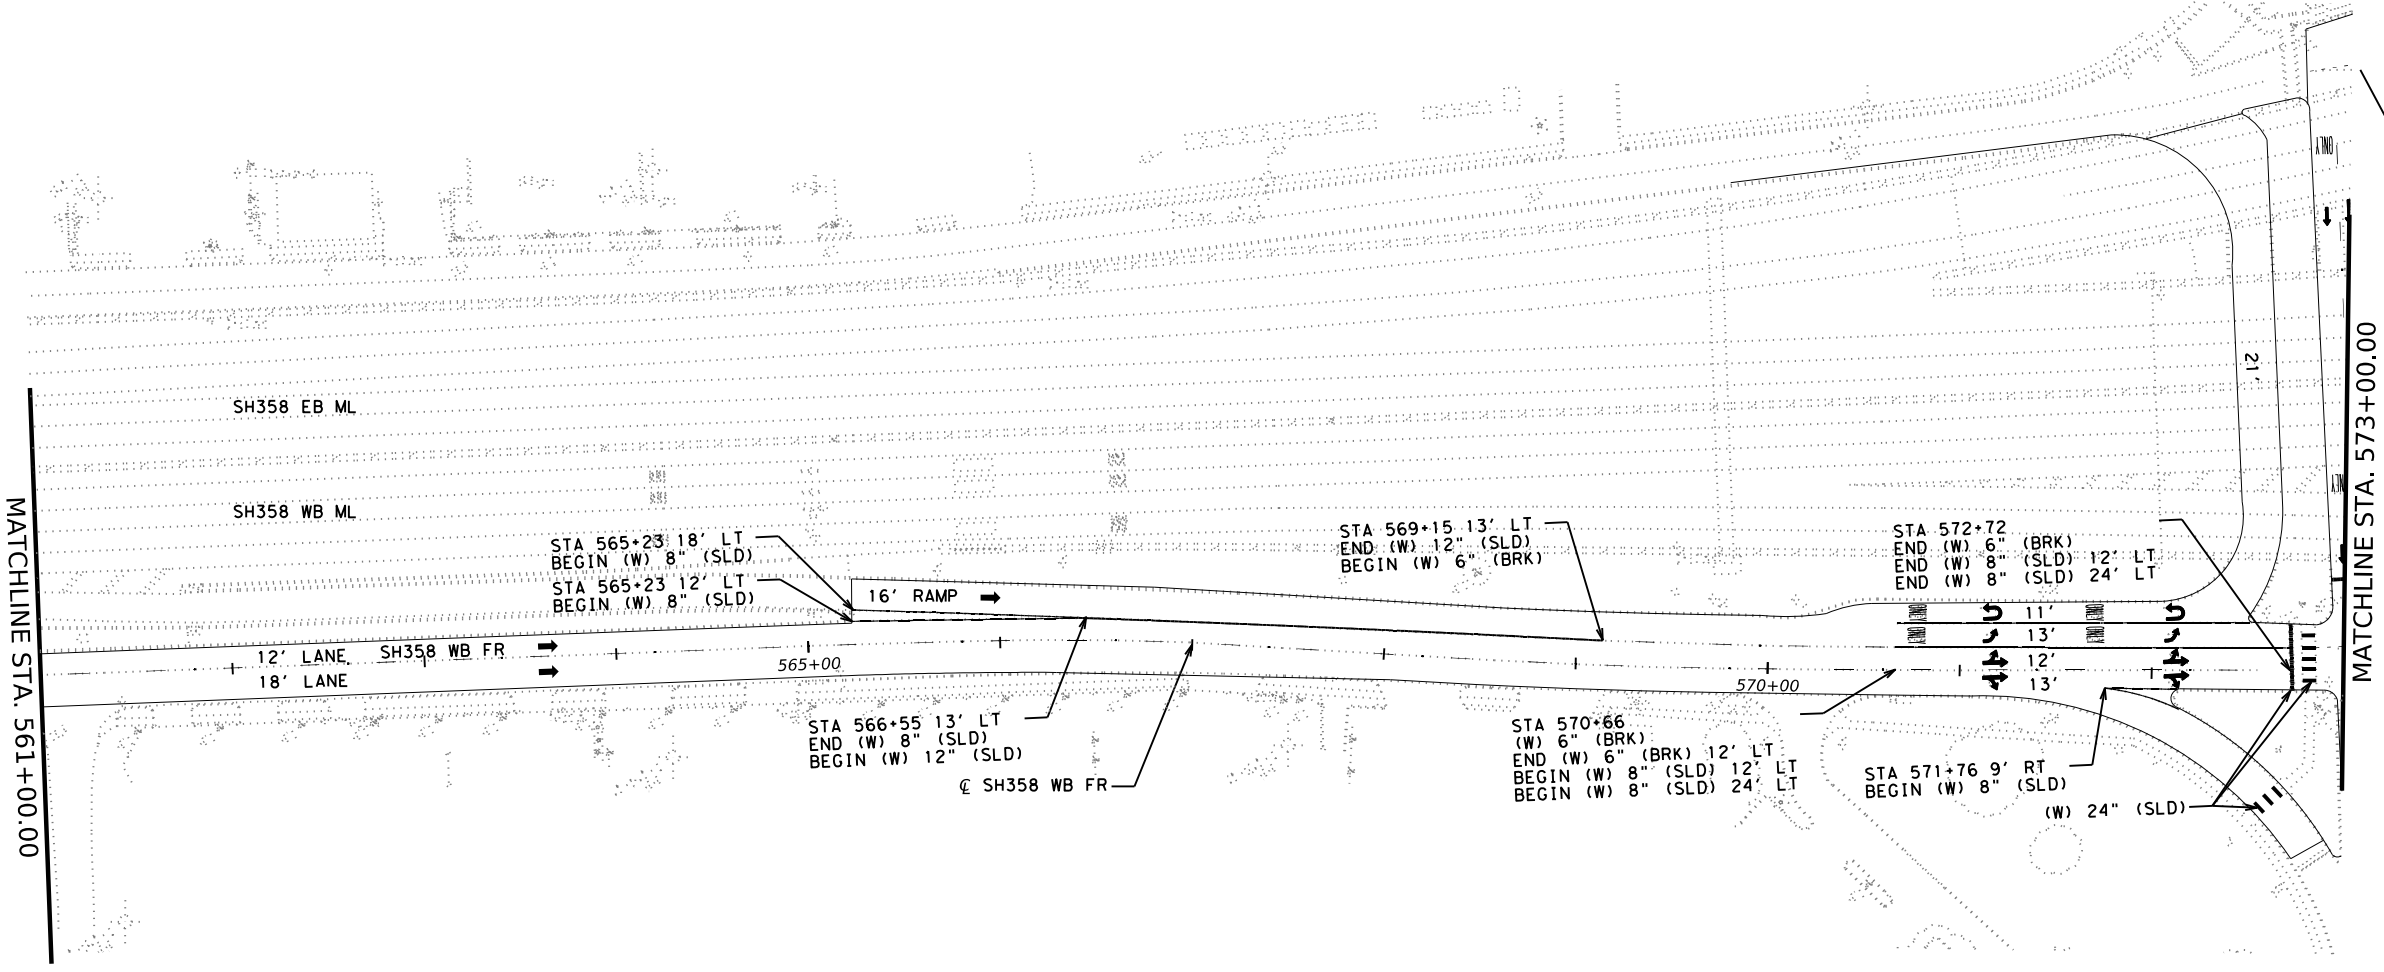 SH358 EB ML
SH358 WB ML
MATCHLINE STA. 561+00.00
STA 565+23 18' LT
BEGIN (W) 8" (SLD)
STA 565+23 12' LT
BEGIN (W) 8" (SLD)
16' RAMP
12' LANE
SH358 WB FR
18' LANE
565+00
STA 566+55 13' LT
END (W) 8" (SLD)
BEGIN (W) 12" (SLD)
℄ SH358 WB FR
STA 569+15 13' LT
END (W) 12" (SLD)
BEGIN (W) 6" (BRK)
570+00
STA 570+66
(W) 6" (BRK)
END (W) 6" (BRK) 12' LT
BEGIN (W) 8" (SLD) 12' LT
BEGIN (W) 8" (SLD) 24' LT
STA 572+72
END (W) 6" (BRK)
END (W) 8" (SLD) 12' LT
END (W) 8" (SLD) 24' LT
11'
13'
12'
13'
STA 571+76 9' RT
BEGIN (W) 8" (SLD)
(W) 24" (SLD)
21'
ONLY
MATCHLINE STA. 573+00.00